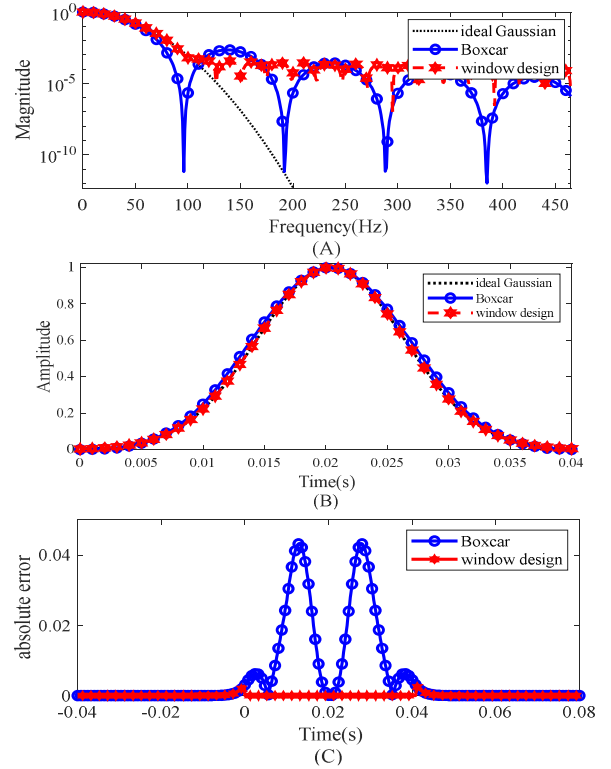 10^0
10^-5
10^-10
Magnitude
ideal Gaussian
Boxcar
window design
0 50 100 150 200 250 300 350 400 450
Frequency(Hz)
(A)
1
0.8
0.6
0.4
0.2
0
Amplitude
ideal Gaussian
Boxcar
window design
0 0.005 0.01 0.015 0.02 0.025 0.03 0.035 0.04
Time(s)
(B)
0.04
0.02
0
absolute error
Boxcar
window design
-0.04 -0.02 0 0.02 0.04 0.06 0.08
Time(s)
(C)